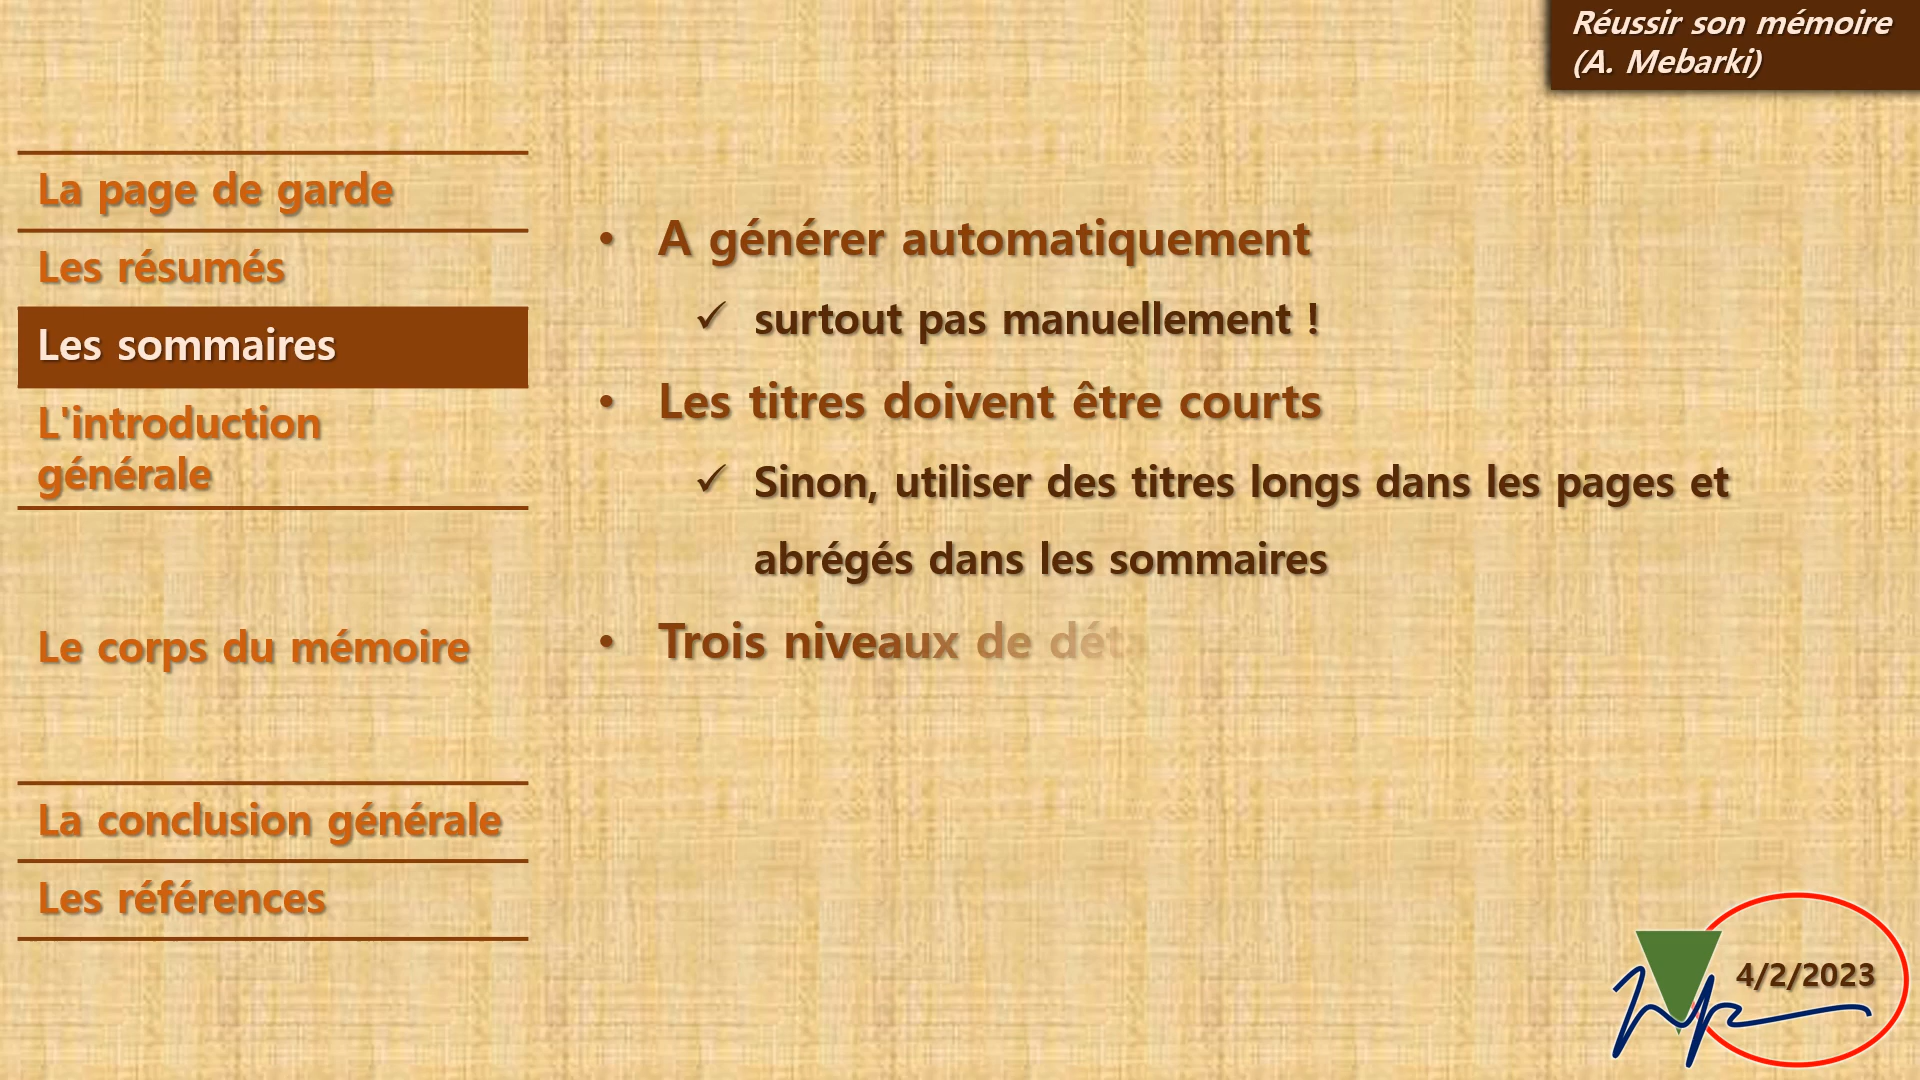 Réussir son mémoire
(A. Mebarki)
La page de garde
Les résumés
Les sommaires
L'introduction
générale
Le corps du mémoire
La conclusion générale
Les références
• A générer automatiquement
✓ surtout pas manuellement !
• Les titres doivent être courts
✓ Sinon, utiliser des titres longs dans les pages et
abrégés dans les sommaires
• Trois niveaux de
4/2/2023